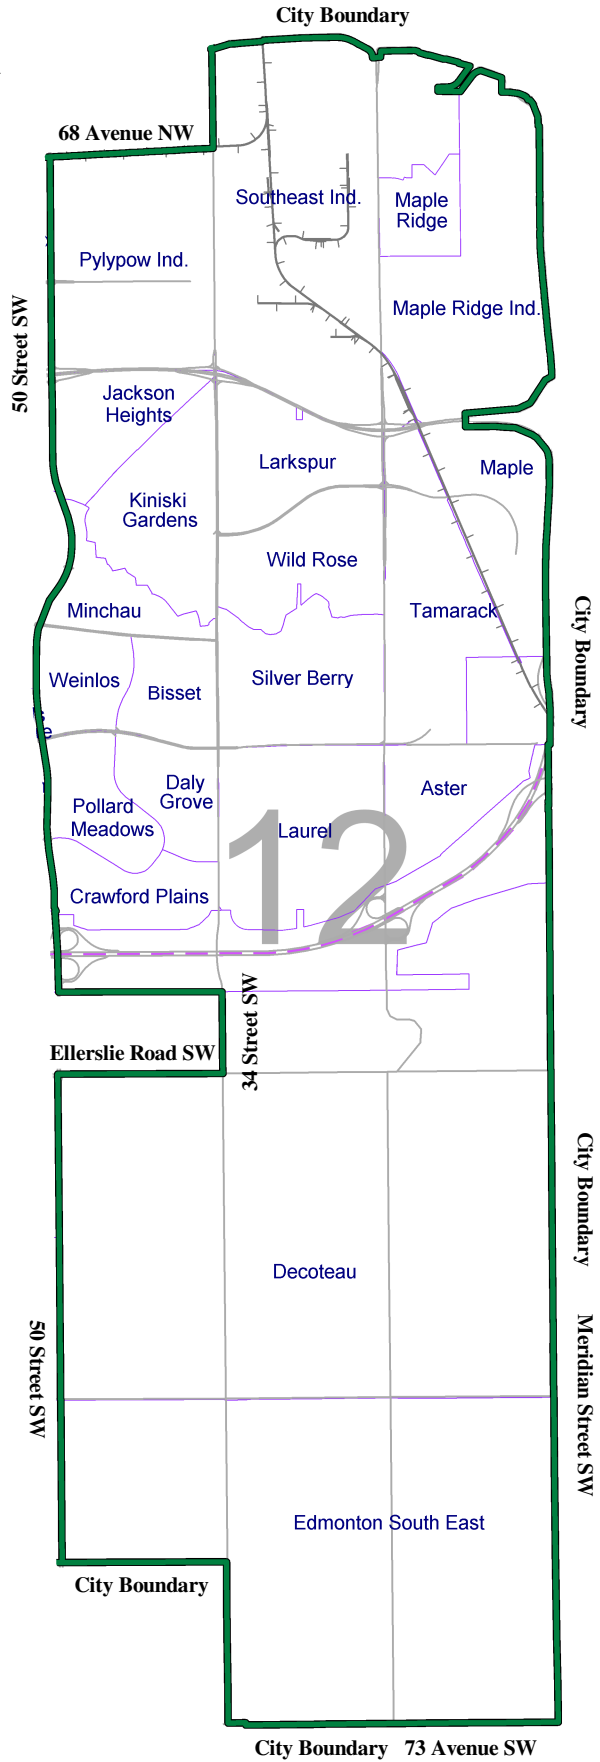 City Boundary
68 Avenue NW
Southeast Ind.
Maple
Ridge
Pylypow Ind.
50 Street SW
Maple Ridge Ind.
Jackson
Heights
Larkspur
Maple
Kiniski
Gardens
Wild Rose
Minchau
Tamarack
City Boundary
Weinlos
Bisset
Silver Berry
Daly
Grove
Aster
Pollard
Meadows
Laurel
12
Crawford Plains
34 Street SW
Ellerslie Road SW
City Boundary
Decoteau
50 Street SW
Meridian Street SW
Edmonton South East
City Boundary
City Boundary 73 Avenue SW